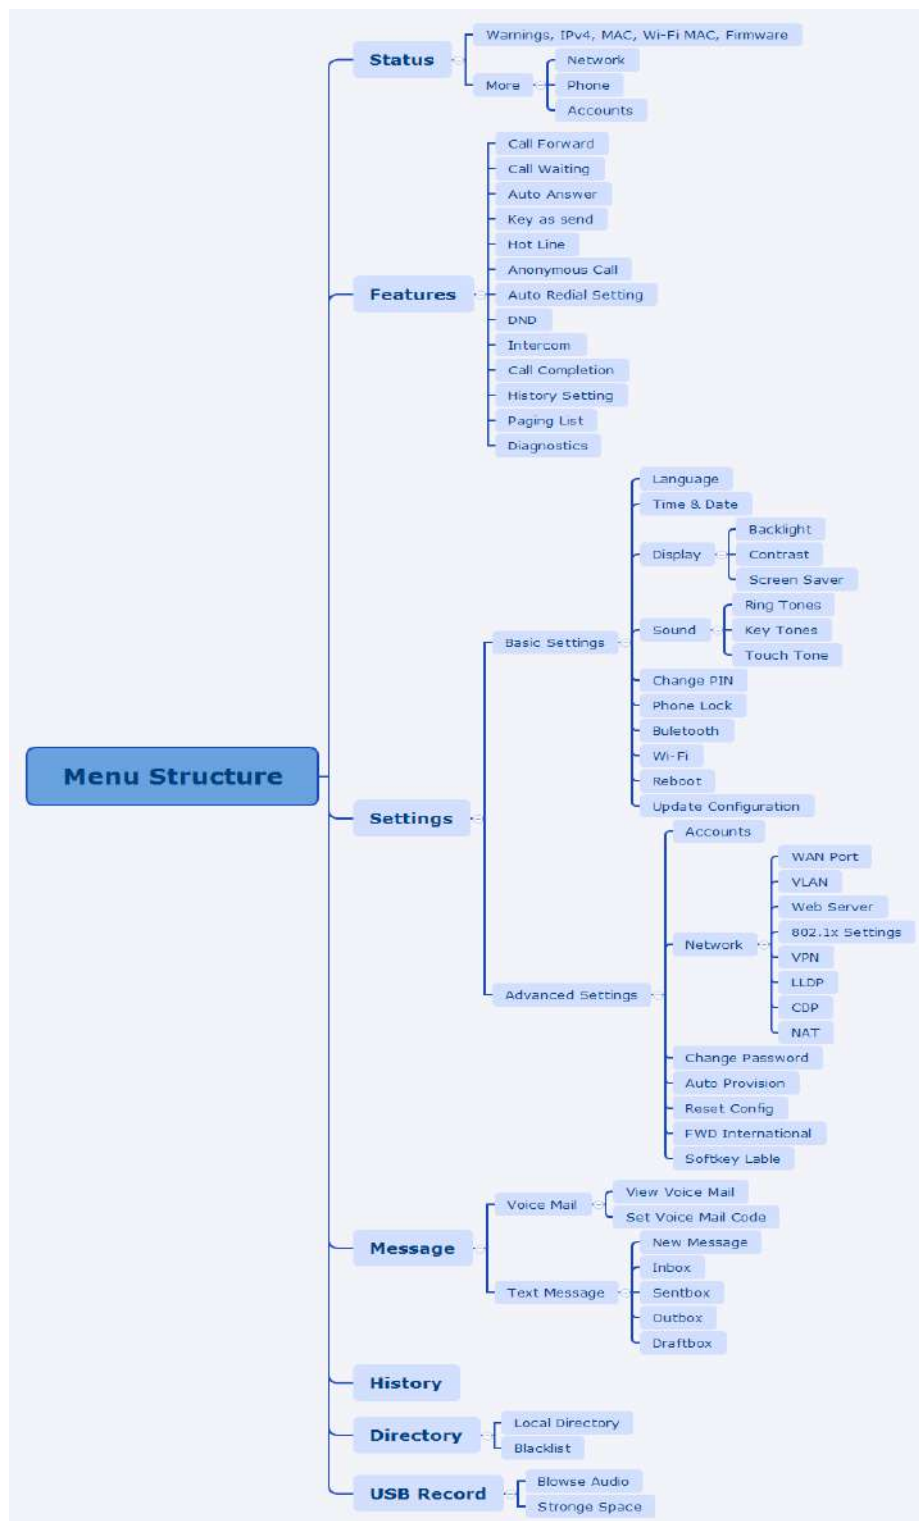 Menu Structure
Status
Warnings, IPv4, MAC, Wi-Fi MAC, Firmware
More
Network
Phone
Accounts
Features
Call Forward
Call Waiting
Auto Answer
Key as send
Hot Line
Anonymous Call
Auto Redial Setting
DND
Intercom
Call Completion
History Setting
Paging List
Diagnostics
Settings
Basic Settings
Language
Time & Date
Display
Backlight
Contrast
Screen Saver
Sound
Ring Tones
Key Tones
Touch Tone
Change PIN
Phone Lock
Buletooth
Wi-Fi
Reboot
Update Configuration
Advanced Settings
Accounts
Network
WAN Port
VLAN
Web Server
802.1x Settings
VPN
LLDP
CDP
NAT
Change Password
Auto Provision
Reset Config
FWD International
Softkey Lable
Message
Voice Mail
View Voice Mail
Set Voice Mail Code
Text Message
New Message
Inbox
Sentbox
Outbox
Draftbox
History
Directory
Local Directory
Blacklist
USB Record
Blowse Audio
Stronge Space